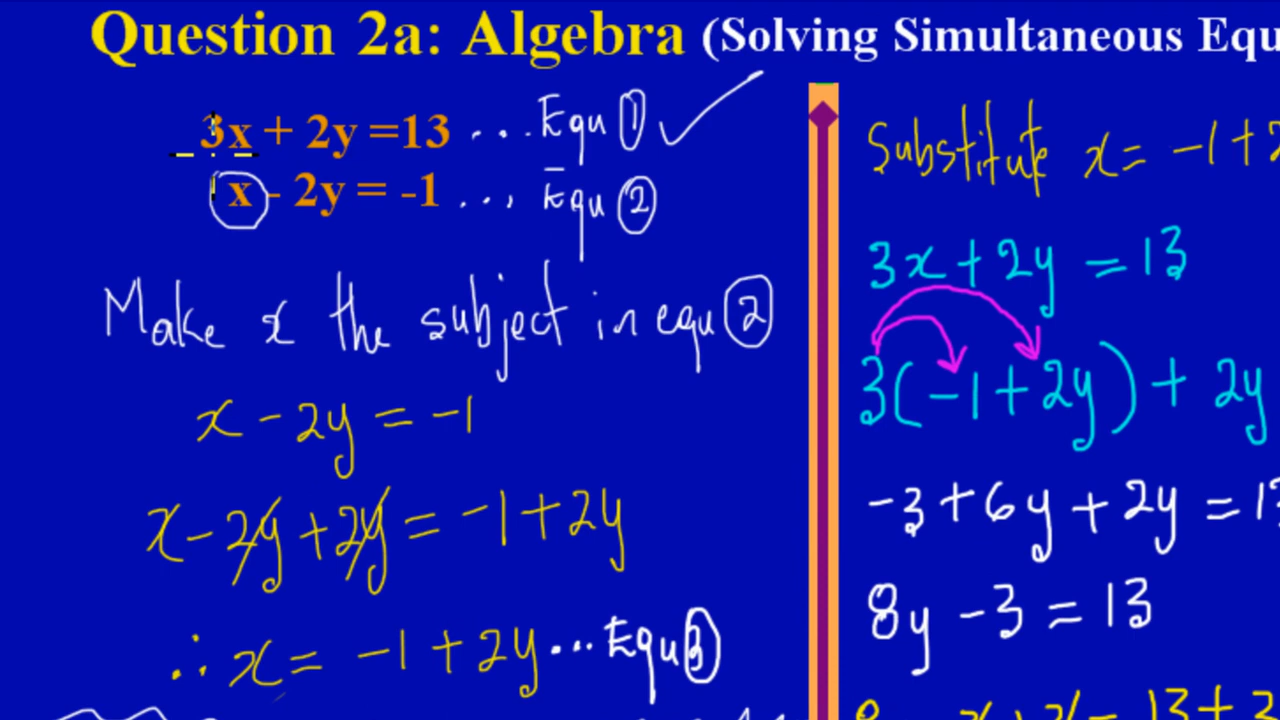 Question 2a: Algebra (Solving Simultaneous Equ
3x + 2y =13 ... Equ ①
x - 2y = -1 ... Equ ②
Make x the subject in equ ②
x - 2y = -1
x - 2y + 2y = -1 + 2y
∴ x = -1 + 2y ... Equ ③
Substitute x = -1 + 2
3x + 2y = 13
3(-1 + 2y) + 2y
-3 + 6y + 2y = 13
8y - 3 = 13